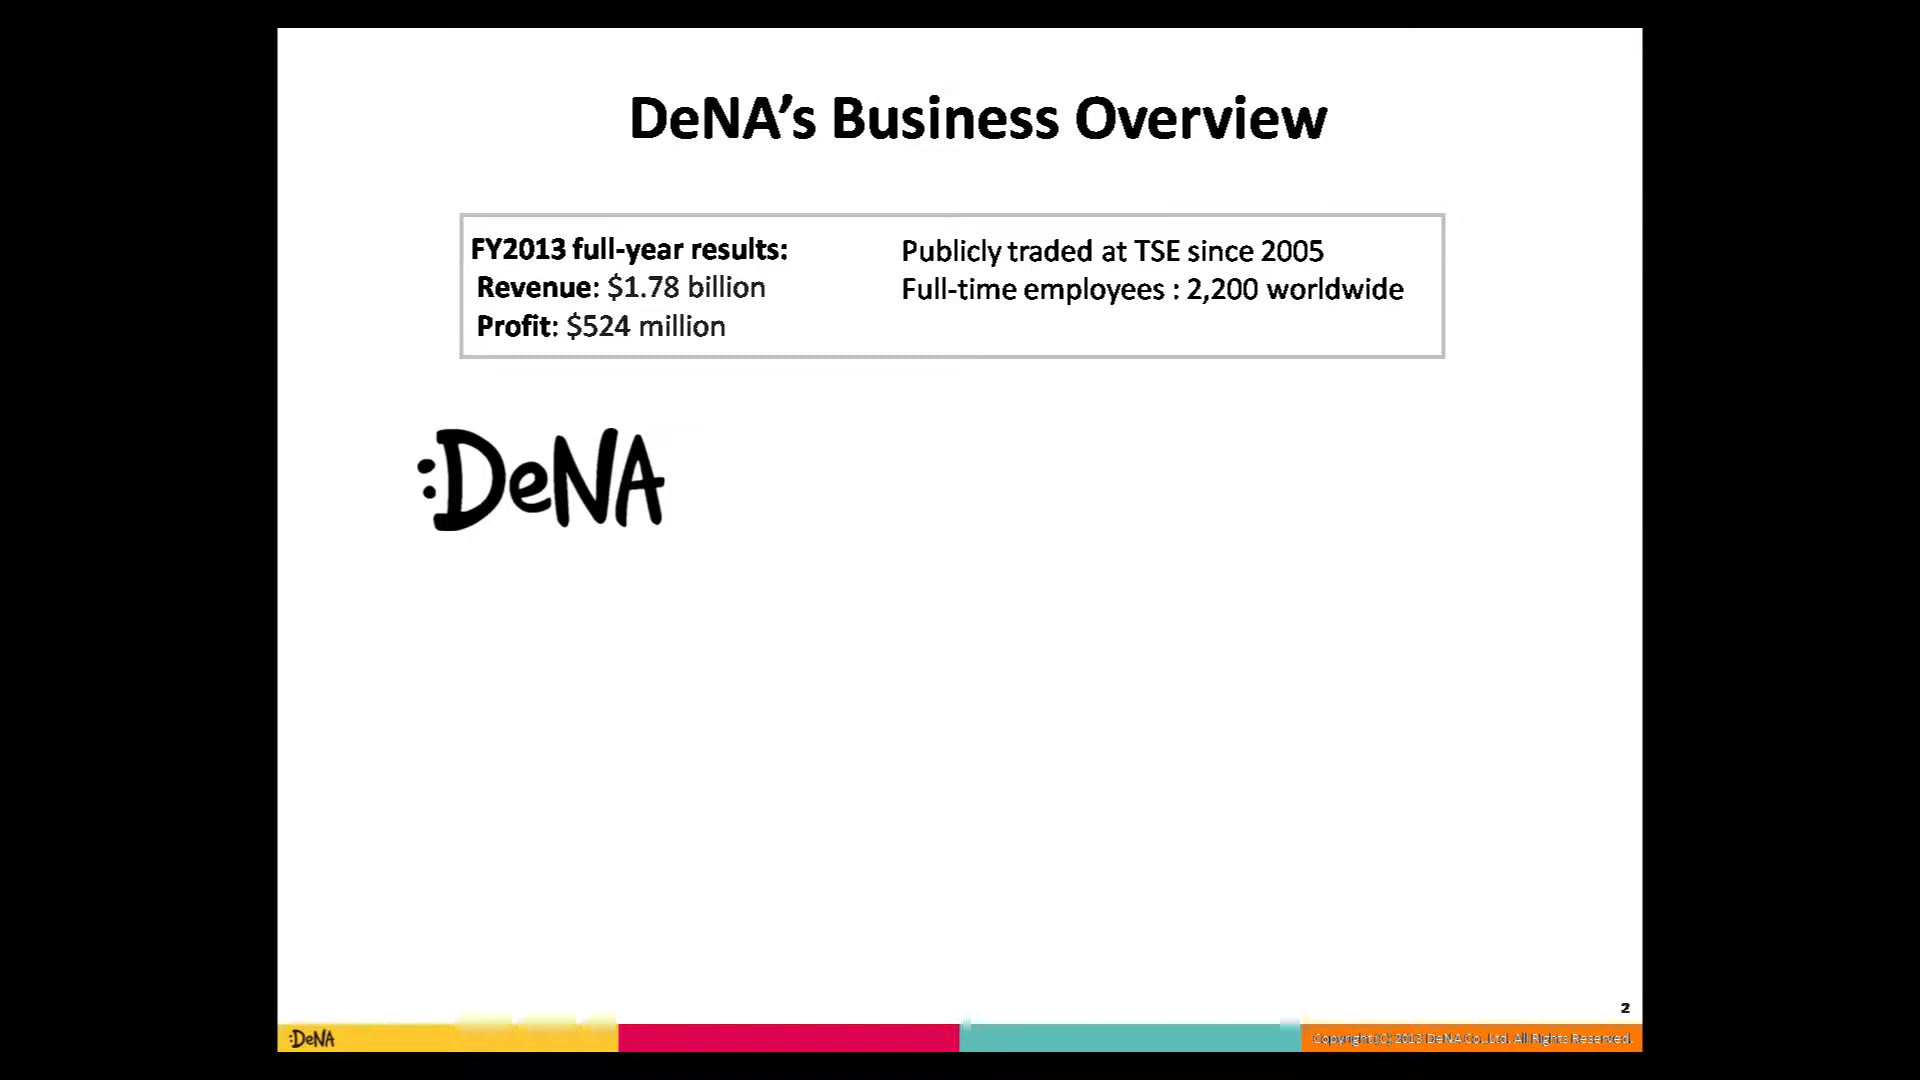 DeNA’s Business Overview
FY2013 full-year results:
Revenue: $1.78 billion
Profit: $524 million
Publicly traded at TSE since 2005
Full-time employees : 2,200 worldwide
:DeNA
2
:DeNA
Copyright (C) 2013 DeNA Co.,Ltd. All Rights Reserved.